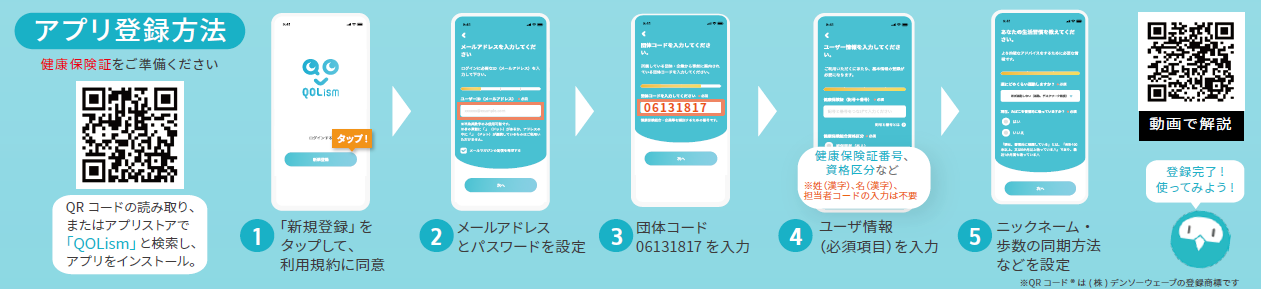 アプリ登録方法
健康保険証をご準備ください
QR コードの読み取り、
またはアプリストアで
「QOLism」と検索し、
アプリをインストール。
QOLism
タップ!
1
「新規登録」を
タップして、
利用規約に同意
メールアドレスを入力してくだ
さい
2
メールアドレス
とパスワードを設定
団体コードを入力してくださ
い。
06131817
3
団体コード
06131817 を入力
ユーザー情報を入力してくださ
い。
健康保険証番号、
資格区分など
※姓（漢字）、名（漢字）、
担当者コードの入力は不要
4
ユーザ情報
（必須項目）を入力
あなたの生活習慣を教えてくだ
さい。
5
ニックネーム・
歩数の同期方法
などを設定
動画で解説
登録完了!
使ってみよう!
※QRコード®は(株)デンソーウェーブの登録商標です